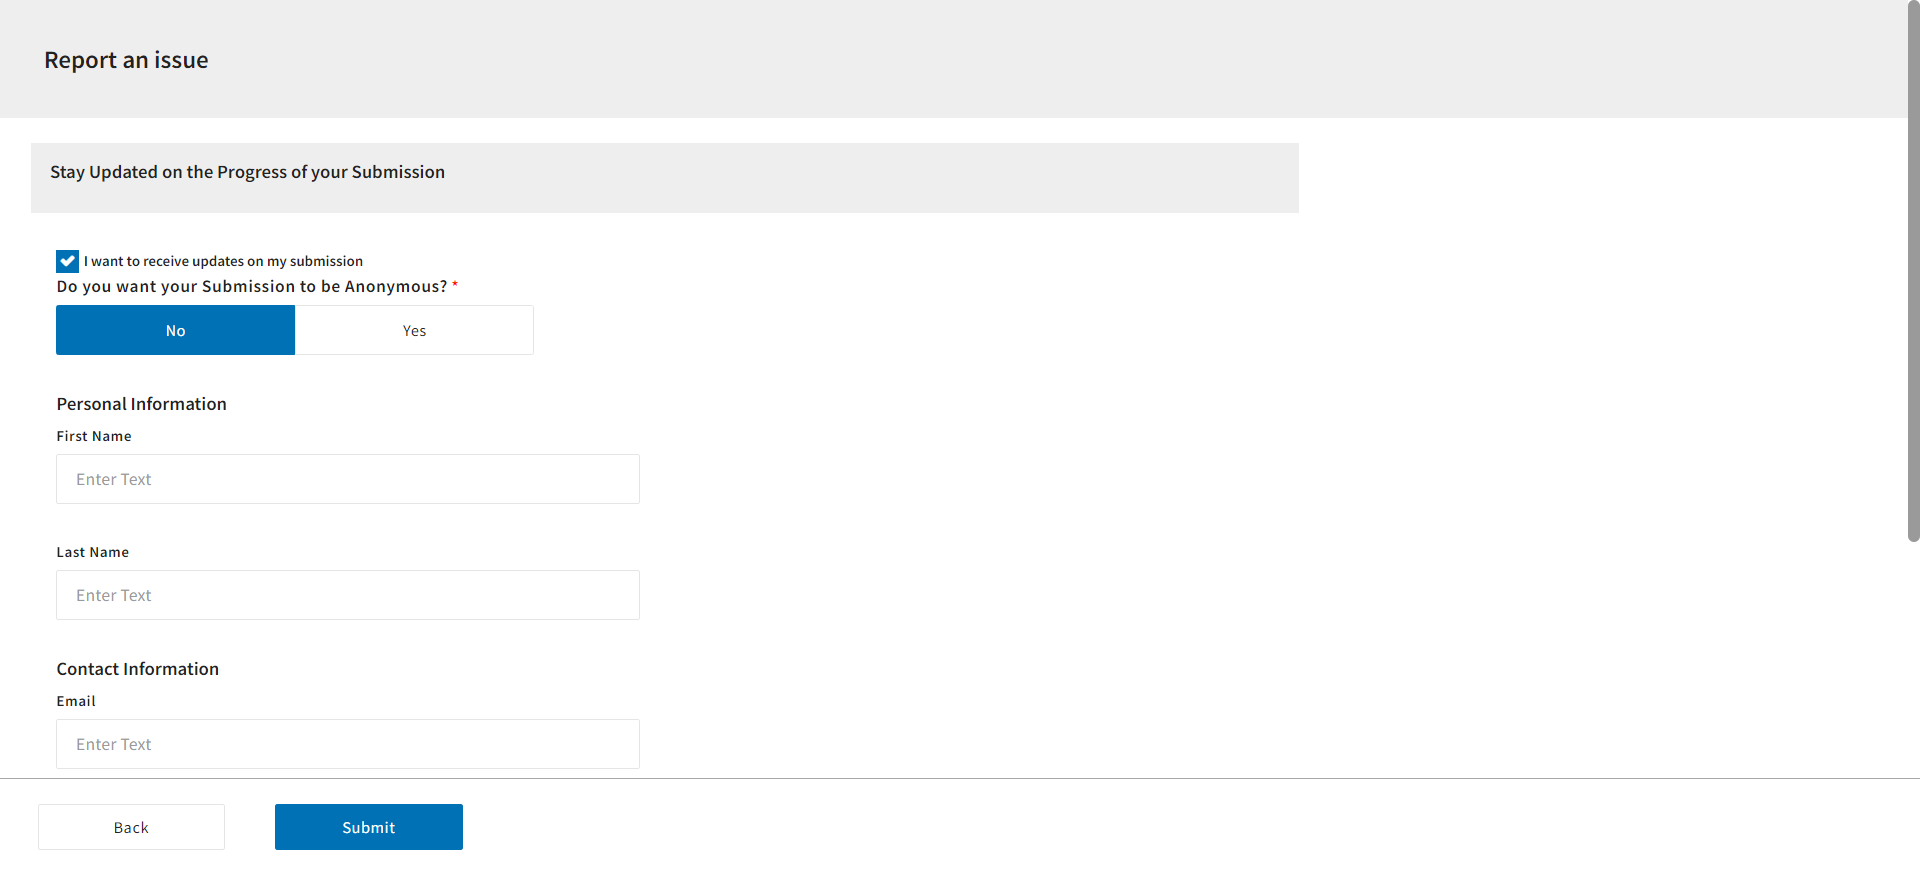 Report an issue
Stay Updated on the Progress of your Submission
I want to receive updates on my submission
Do you want your Submission to be Anonymous? *
No Yes
Personal Information
First Name
Enter Text
Last Name
Enter Text
Contact Information
Email
Enter Text
Back Submit